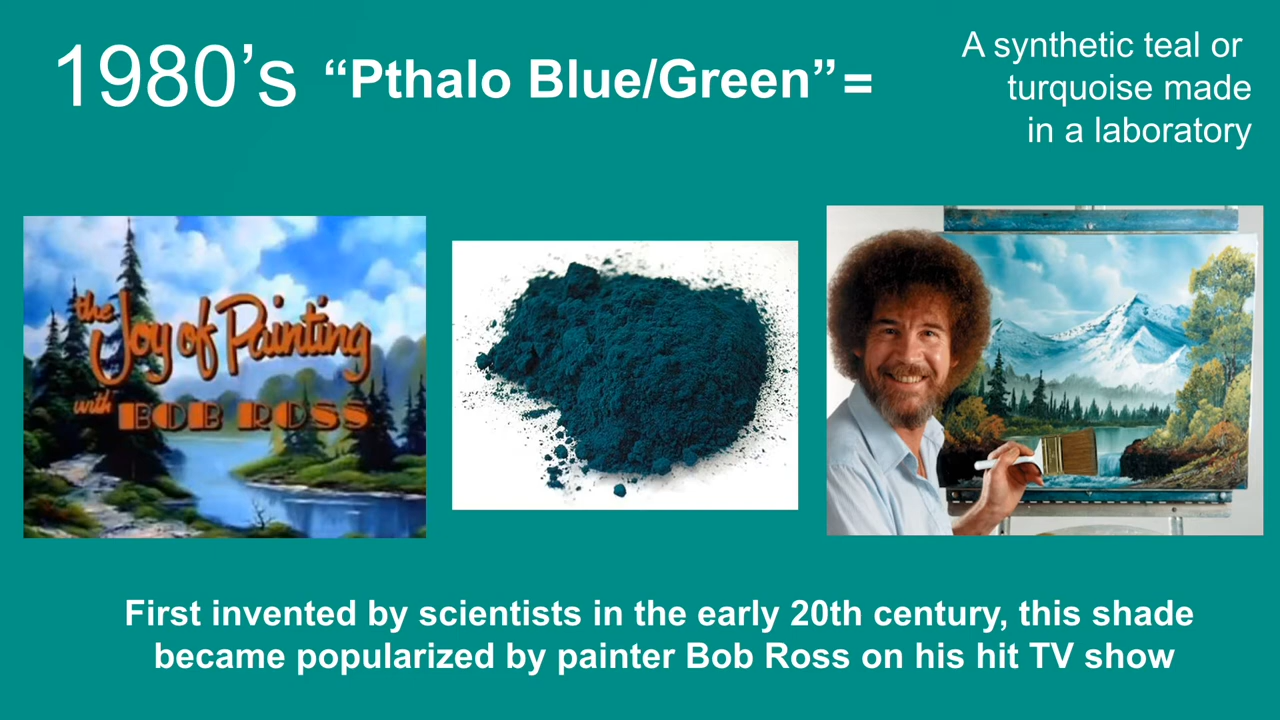 1980’s “Pthalo Blue/Green”=
A synthetic teal or
turquoise made
in a laboratory
the
Joy of Painting
with BOB ROSS
First invented by scientists in the early 20th century, this shade
became popularized by painter Bob Ross on his hit TV show